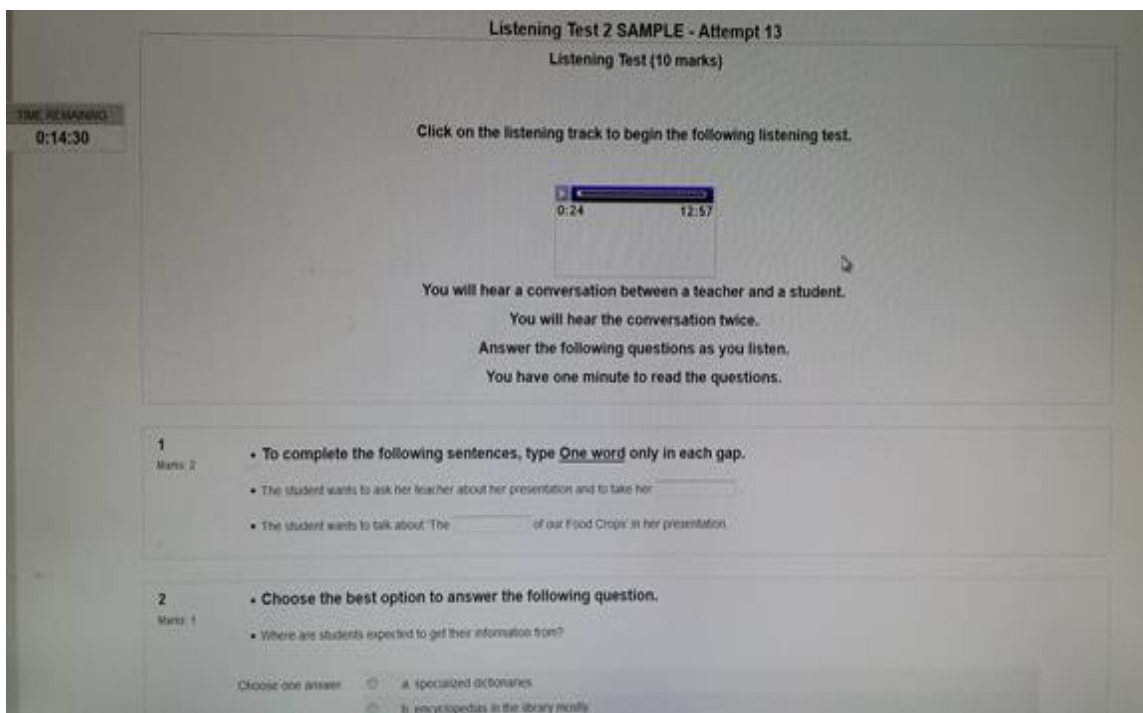 Listening Test 2 SAMPLE - Attempt 13
Listening Test (10 marks)
TIME REMAINING
0:14:30
Click on the listening track to begin the following listening test.
0:24 12:57
You will hear a conversation between a teacher and a student.
You will hear the conversation twice.
Answer the following questions as you listen.
You have one minute to read the questions.
1
Marks: 2
• To complete the following sentences, type One word only in each gap.
• The student wants to ask her teacher about her presentation and to take her
• The student wants to talk about 'The of our Food Crops' in her presentation.
2
Marks: 1
• Choose the best option to answer the following question.
• Where are students expected to get their information from?
Choose one answer a. specialized dictionaries
b. encyclopedias in the library mostly